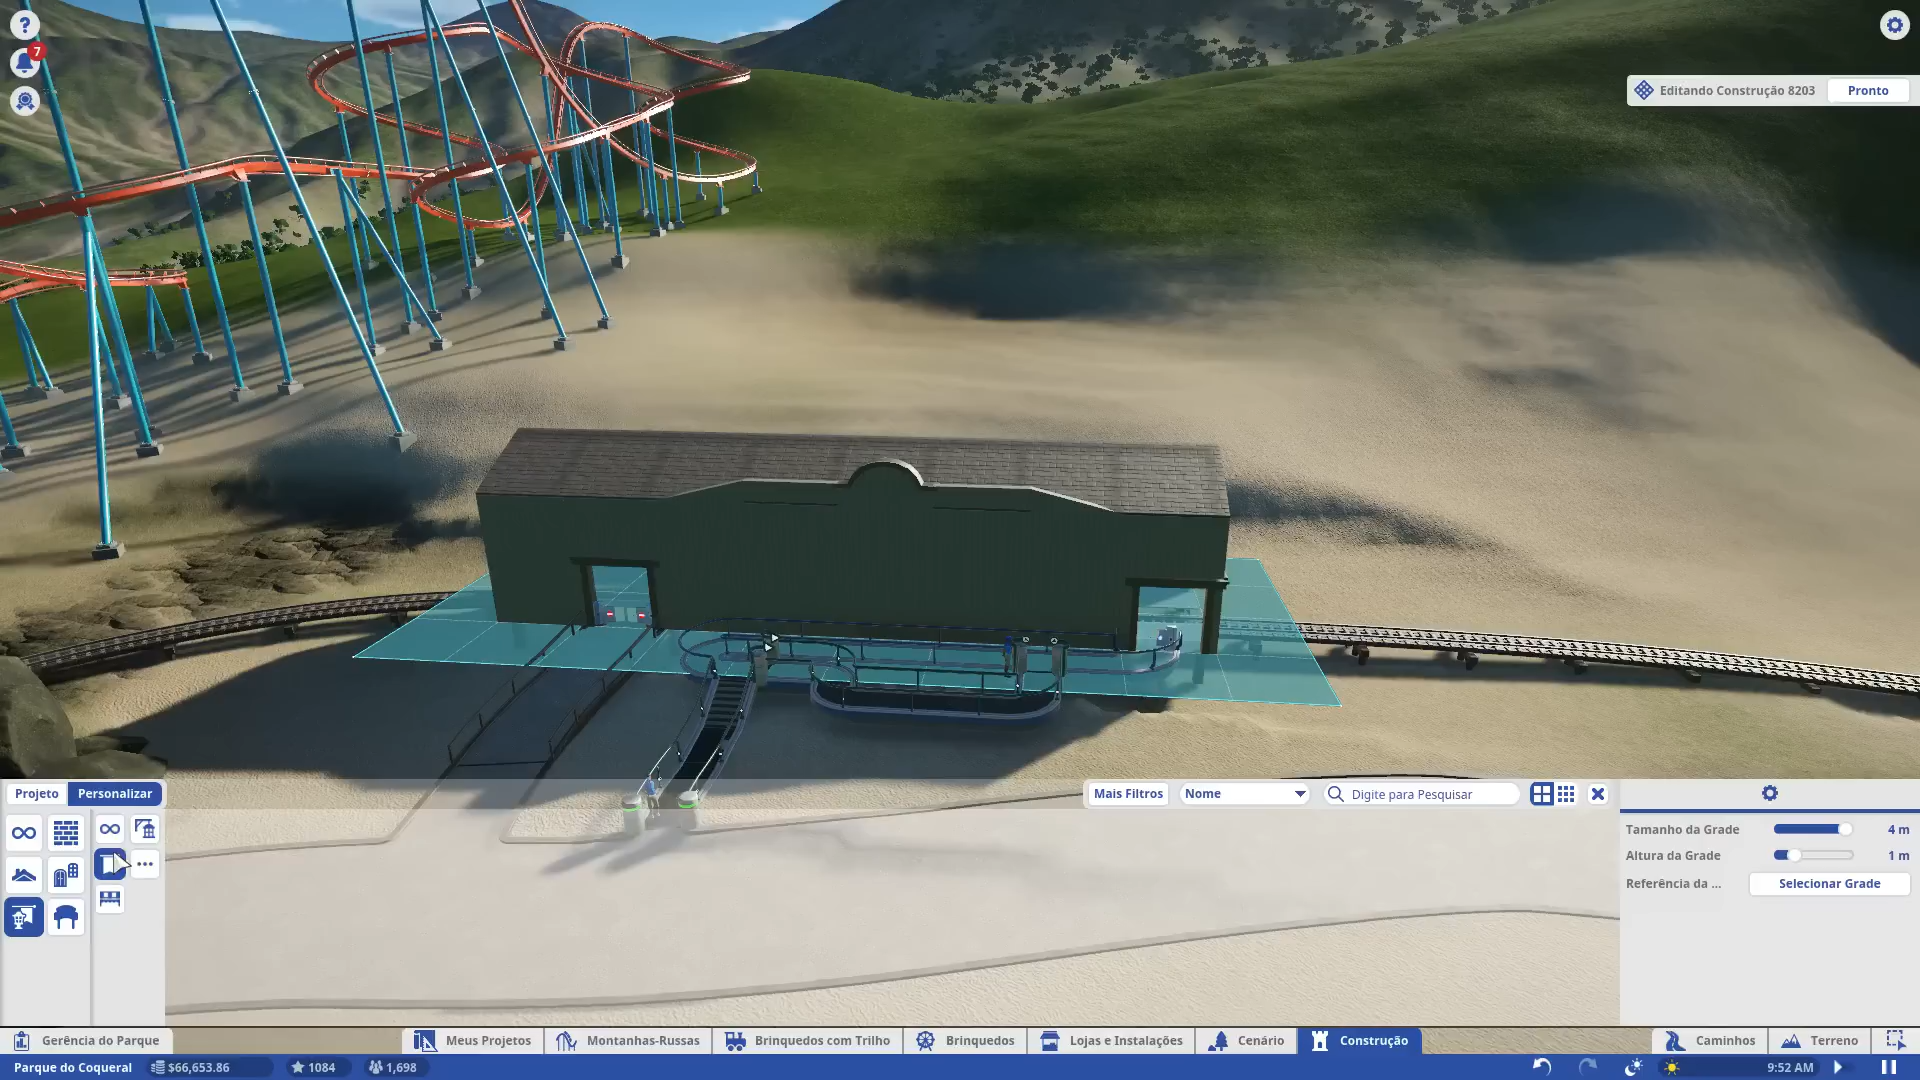 ?
7
Editando Construção 8203
Pronto
Projeto
Personalizar
Mais Filtros
Nome
Digite para Pesquisar
Tamanho da Grade
4 m
Altura da Grade
1 m
Referência da ...
Selecionar Grade
Gerência do Parque
Meus Projetos
Montanhas-Russas
Brinquedos com Trilho
Brinquedos
Lojas e Instalações
Cenário
Construção
Caminhos
Terreno
Parque do Coqueral
$66,653.86
1084
1,698
9:52 AM